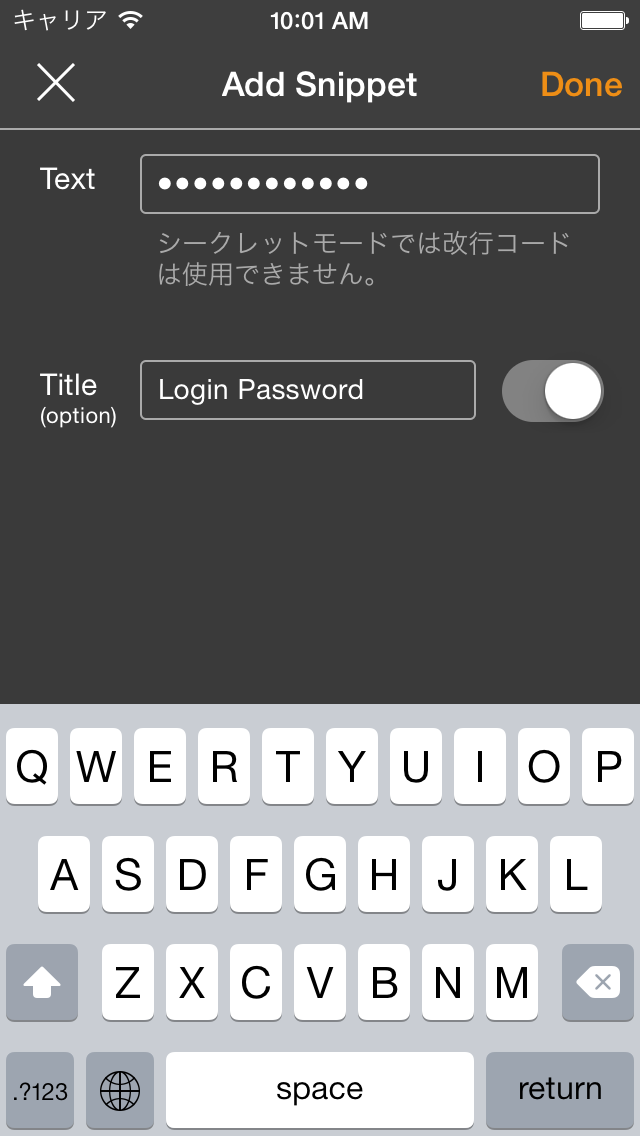 キャリア 10:01 AM
Add Snippet Done
Text ••••••••••••
シークレットモードでは改行コード
は使用できません。
Title Login Password
(option)
Q W E R T Y U I O P
A S D F G H J K L
Z X C V B N M
.?123 space return